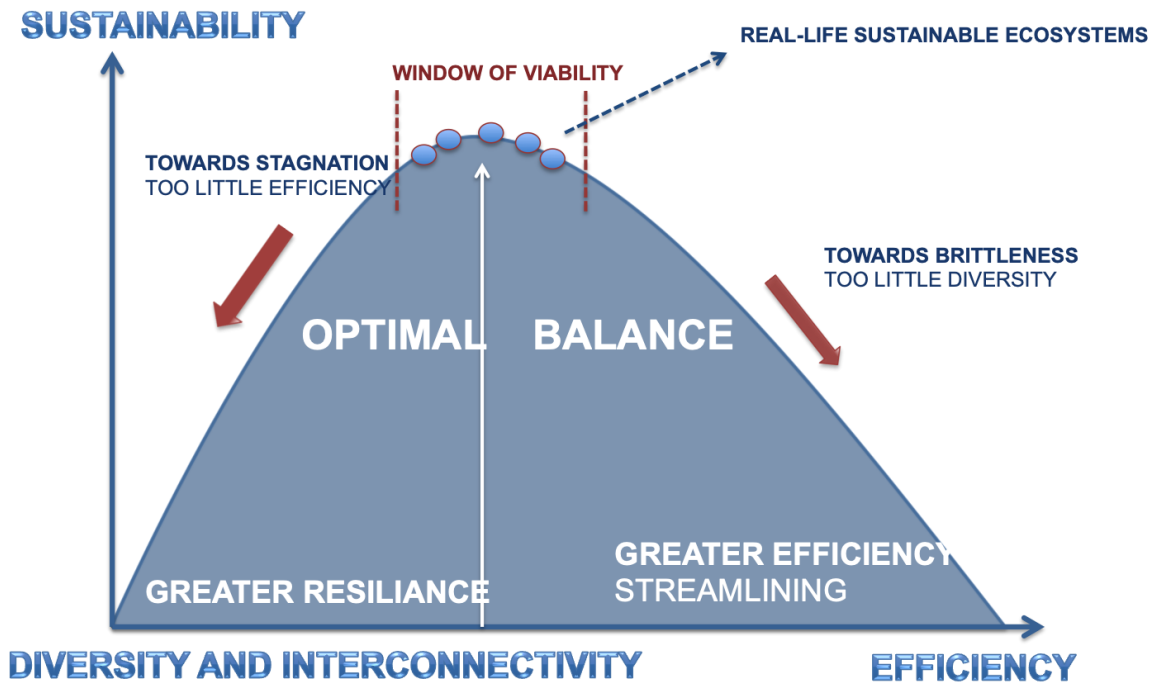 SUSTAINABILITY
REAL-LIFE SUSTAINABLE ECOSYSTEMS
WINDOW OF VIABILITY
TOWARDS STAGNATION
TOO LITTLE EFFICIENCY
TOWARDS BRITTLENESS
TOO LITTLE DIVERSITY
OPTIMAL BALANCE
GREATER EFFICIENCY
STREAMLINING
GREATER RESILIANCE
DIVERSITY AND INTERCONNECTIVITY
EFFICIENCY